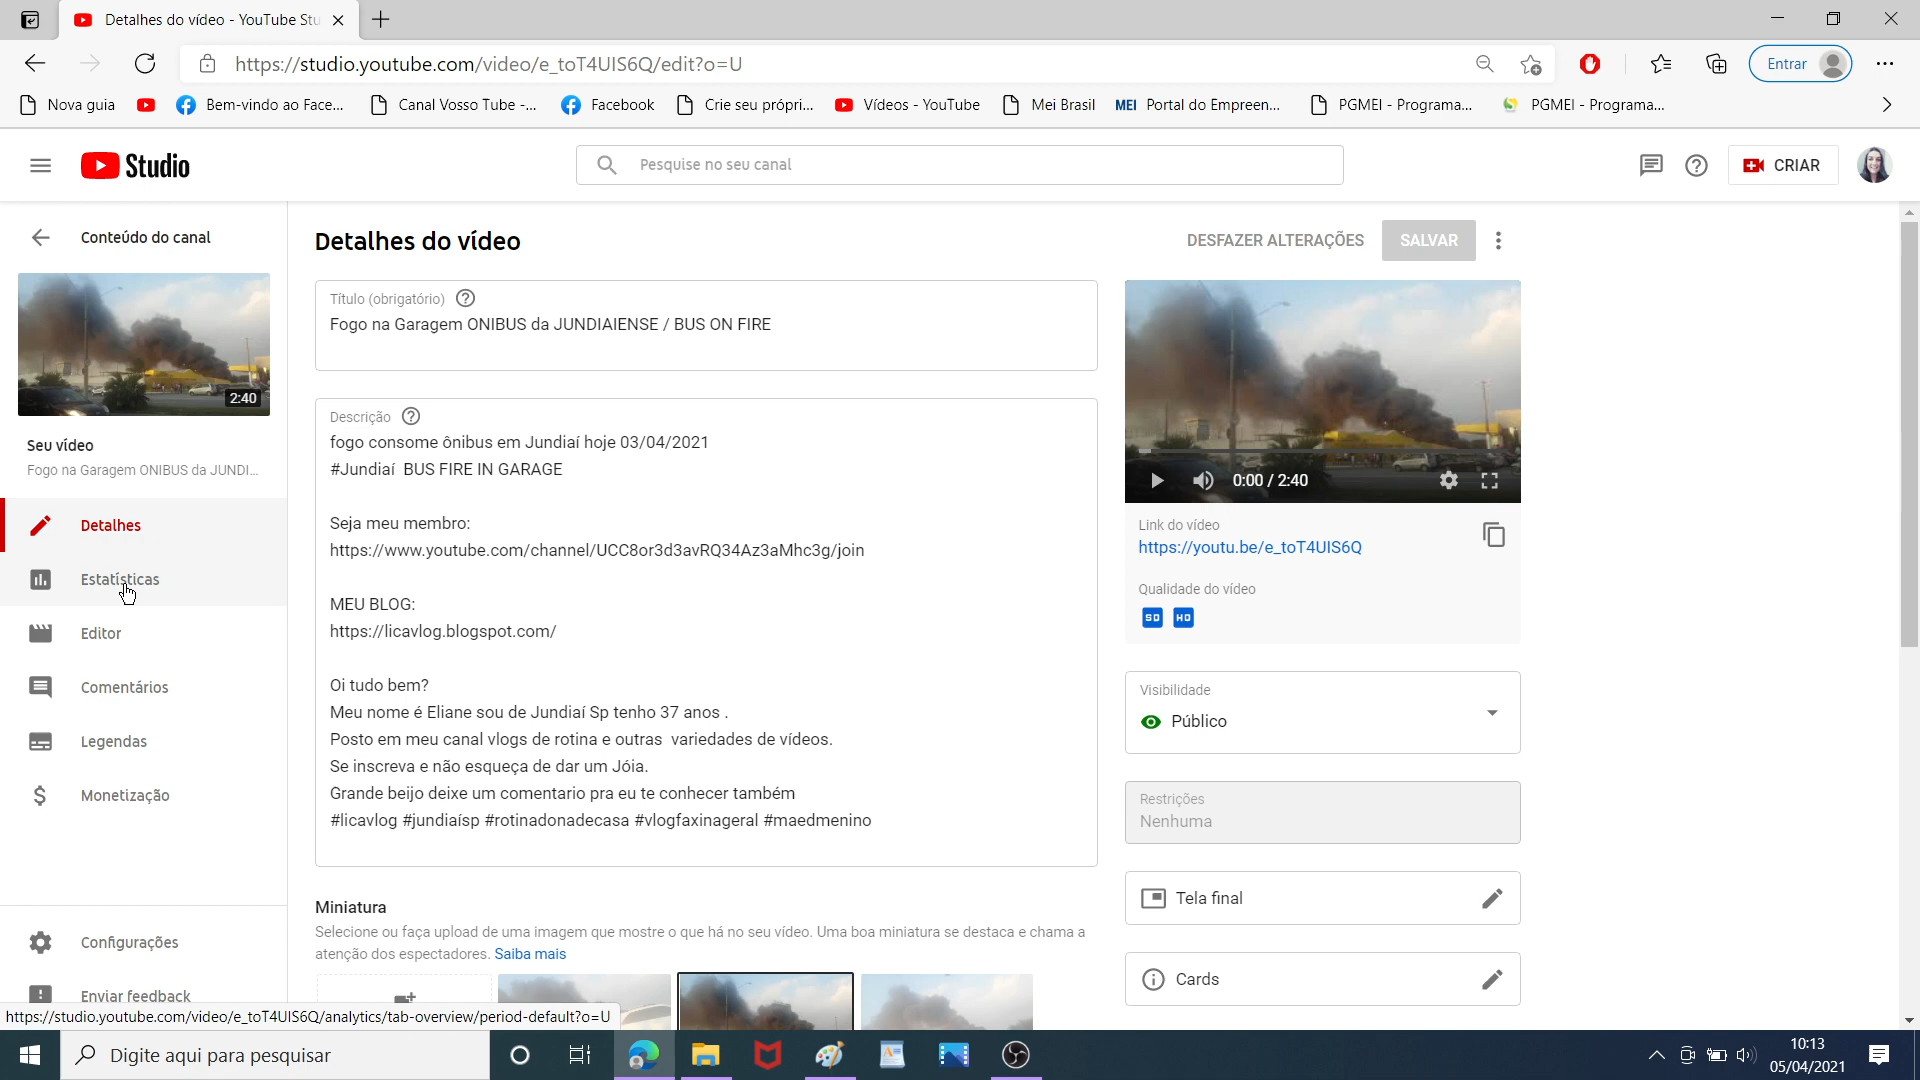 Detalhes do vídeo - YouTube Stu
https://studio.youtube.com/video/e_toT4UIS6Q/edit?o=U
Entrar
Nova guia
Bem-vindo ao Face...
Canal Vosso Tube -...
Facebook
Crie seu própri...
Vídeos - YouTube
Mei Brasil
MEI Portal do Empreen...
PGMEI - Programa...
PGMEI - Programa...
Studio
Pesquise no seu canal
CRIAR
Conteúdo do canal
2:40
Seu vídeo
Fogo na Garagem ONIBUS da JUNDI...
Detalhes
Estatísticas
Editor
Comentários
Legendas
Monetização
Configurações
Enviar feedback
https://studio.youtube.com/video/e_toT4UIS6Q/analytics/tab-overview/period-default?o=U
Detalhes do vídeo
DESFAZER ALTERAÇÕES
SALVAR
Título (obrigatório)
Fogo na Garagem ONIBUS da JUNDIAIENSE / BUS ON FIRE
Descrição
fogo consome ônibus em Jundiaí hoje 03/04/2021
#Jundiaí  BUS FIRE IN GARAGE
Seja meu membro:
https://www.youtube.com/channel/UCC8or3d3avRQ34Az3aMhc3g/join
MEU BLOG:
https://licavlog.blogspot.com/
Oi tudo bem?
Meu nome é Eliane sou de Jundiaí Sp tenho 37 anos .
Posto em meu canal vlogs de rotina e outras  variedades de vídeos.
Se inscreva e não esqueça de dar um Jóia.
Grande beijo deixe um comentario pra eu te conhecer também
#licavlog #jundiaísp #rotinadonadecasa #vlogfaxinageral #maedmenino
Miniatura
Selecione ou faça upload de uma imagem que mostre o que há no seu vídeo. Uma boa miniatura se destaca e chama a
atenção dos espectadores. Saiba mais
0:00 / 2:40
Link do vídeo
https://youtu.be/e_toT4UIS6Q
Qualidade do vídeo
SD HD
Visibilidade
Público
Restrições
Nenhuma
Tela final
Cards
Digite aqui para pesquisar
10:13
05/04/2021